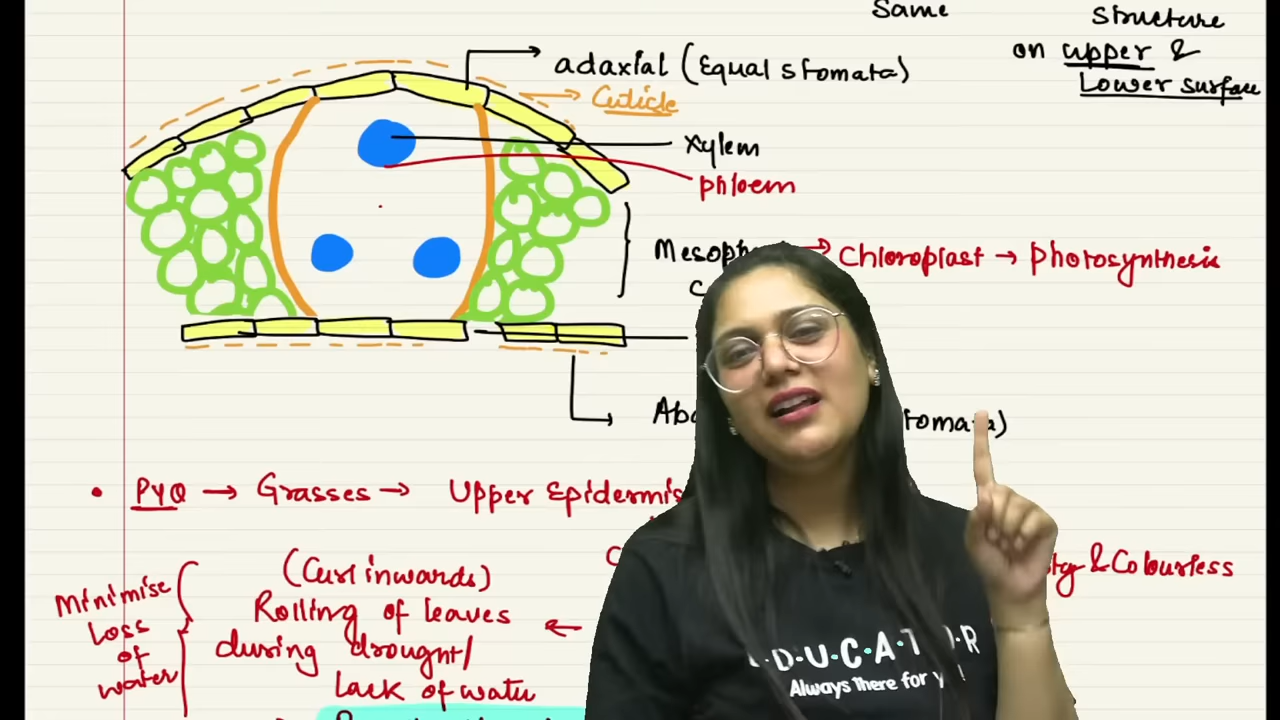 Same
Structure
on upper &
Lower surface
adaxial (Equal stomata)
Cuticle
xylem
phloem
Chloroplast → photosynthesis
• PYQ → Grasses → Upper Epidermis
& Colourless
(Curl inwards)
Rolling of leaves
during drought/
Lack of water
Minimise
Loss
of
water
Always There for